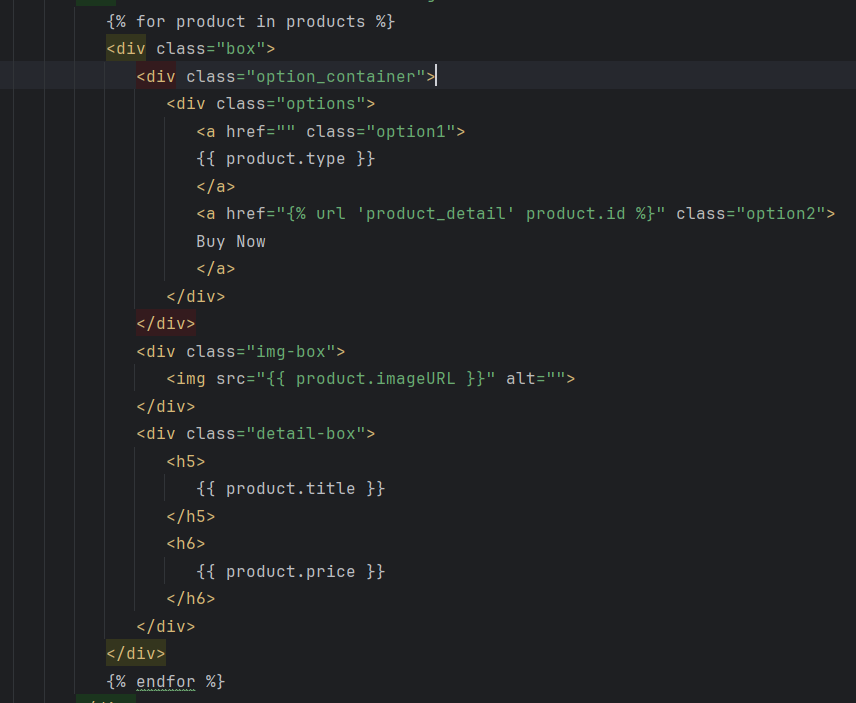 {% for product in products %}
<div class="box">
<div class="option_container">
<div class="options">
<a href="" class="option1">
{{ product.type }}
</a>
<a href="{% url 'product_detail' product.id %}" class="option2">
Buy Now
</a>
</div>
</div>
<div class="img-box">
<img src="{{ product.imageURL }}" alt="">
</div>
<div class="detail-box">
<h5>
{{ product.title }}
</h5>
<h6>
{{ product.price }}
</h6>
</div>
</div>
{% endfor %}